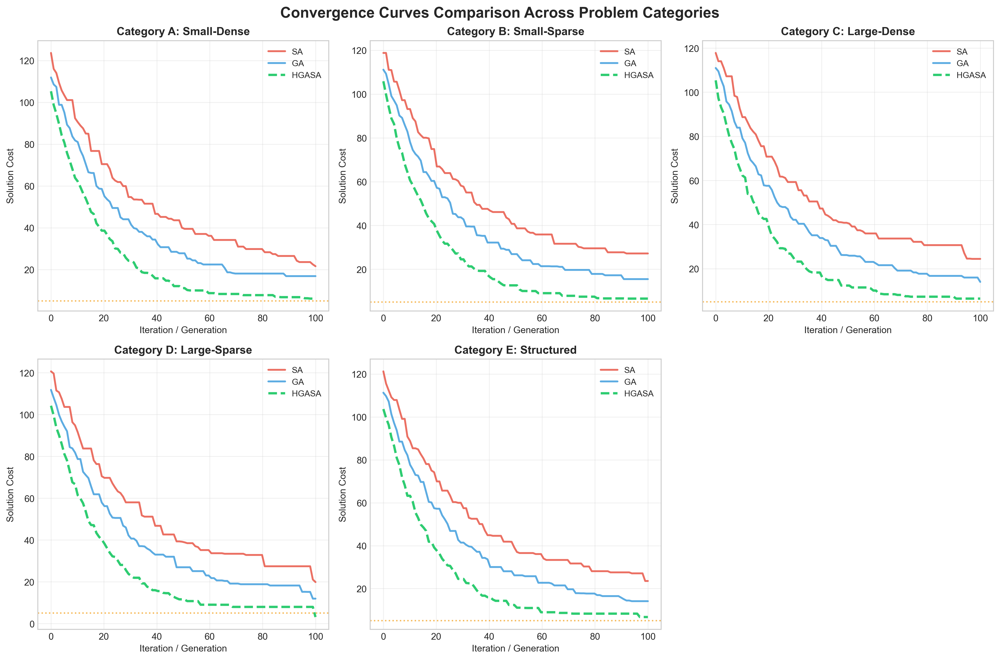 Convergence Curves Comparison Across Problem Categories
Category A: Small-Dense
SA
GA
HGASA
120
100
80
60
40
20
Solution Cost
0 20 40 60 80 100
Iteration / Generation
Category B: Small-Sparse
SA
GA
HGASA
120
100
80
60
40
20
Solution Cost
0 20 40 60 80 100
Iteration / Generation
Category C: Large-Dense
SA
GA
HGASA
120
100
80
60
40
20
Solution Cost
0 20 40 60 80 100
Iteration / Generation
Category D: Large-Sparse
SA
GA
HGASA
120
100
80
60
40
20
0
Solution Cost
0 20 40 60 80 100
Iteration / Generation
Category E: Structured
SA
GA
HGASA
120
100
80
60
40
20
Solution Cost
0 20 40 60 80 100
Iteration / Generation